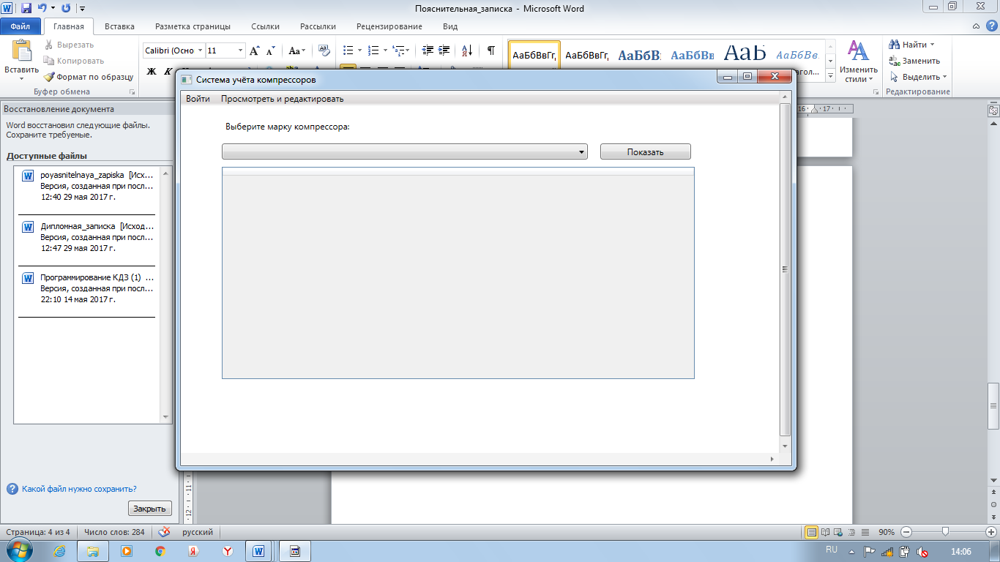 Пояснительная_записка - Microsoft Word
Файл
Главная
Вставка
Разметка страницы
Ссылки
Рассылки
Рецензирование
Вид
Вставить
Вырезать
Копировать
Формат по образцу
Буфер обмена
Calibri (Осно
11
Ж К
АаБбВвГг,
АаБбВвГг,
АаБбВ
АаБбВв
АаБ
АаБбВв.
Изменить
стили
Найти
Заменить
Выделить
Редактирование
Восстановление документа
Word восстановил следующие файлы.
Сохраните требуемые.
Доступные файлы
poyasnitelnaya_zapiska [Исх...
Версия, созданная при посл...
12:40 29 мая 2017 г.
Дипломная_записка [Исход...
Версия, созданная при посл...
12:47 29 мая 2017 г.
Программирование КДЗ (1) ...
Версия, созданная при посл...
22:10 14 мая 2017 г.
Какой файл нужно сохранить?
Закрыть
Система учёта компрессоров
Войти Просмотреть и редактировать
Выберите марку компрессора:
Показать
16 17
11
12
Страница: 4 из 4
Число слов: 284
русский
90%
RU
14:06